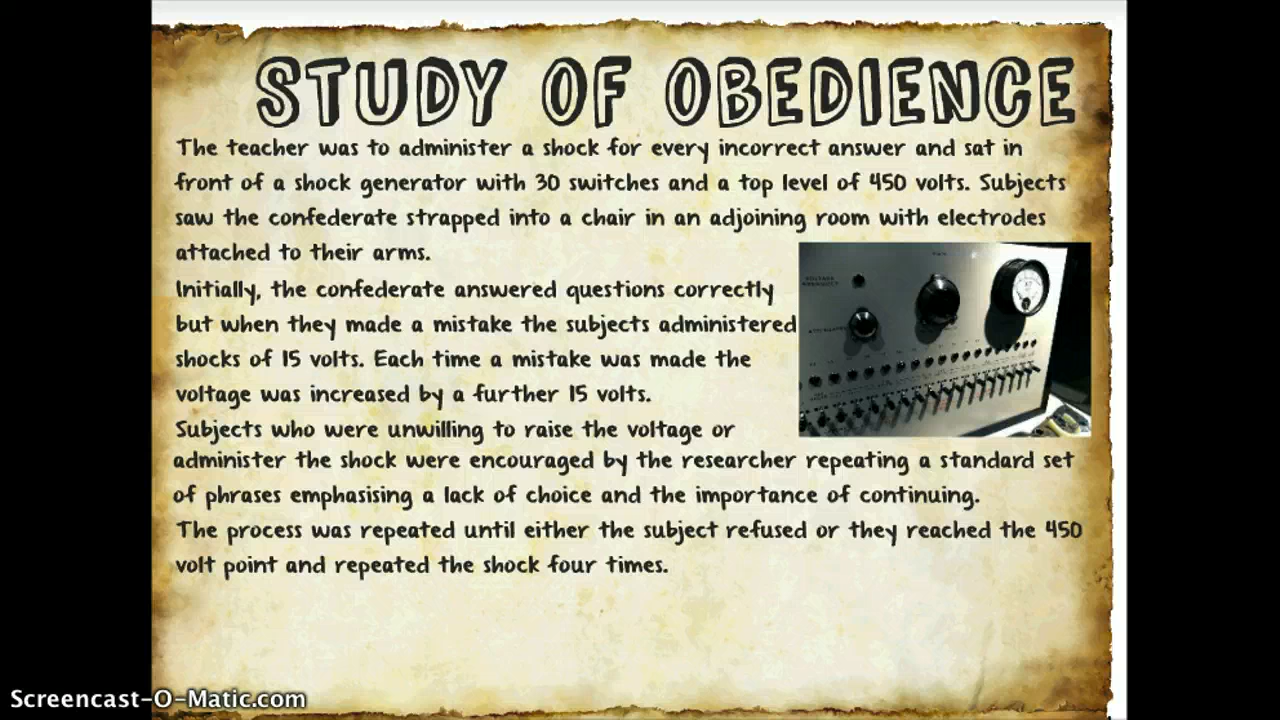 STUDY OF OBEDIENCE
The teacher was to administer a shock for every incorrect answer and sat in
front of a shock generator with 30 switches and a top level of 450 volts. Subjects
saw the confederate strapped into a chair in an adjoining room with electrodes
attached to their arms.
Initially, the confederate answered questions correctly
but when they made a mistake the subjects administered
shocks of 15 volts. Each time a mistake was made the
voltage was increased by a further 15 volts.
Subjects who were unwilling to raise the voltage or
administer the shock were encouraged by the researcher repeating a standard set
of phrases emphasising a lack of choice and the importance of continuing.
The process was repeated until either the subject refused or they reached the 450
volt point and repeated the shock four times.
Screencast-O-Matic.com